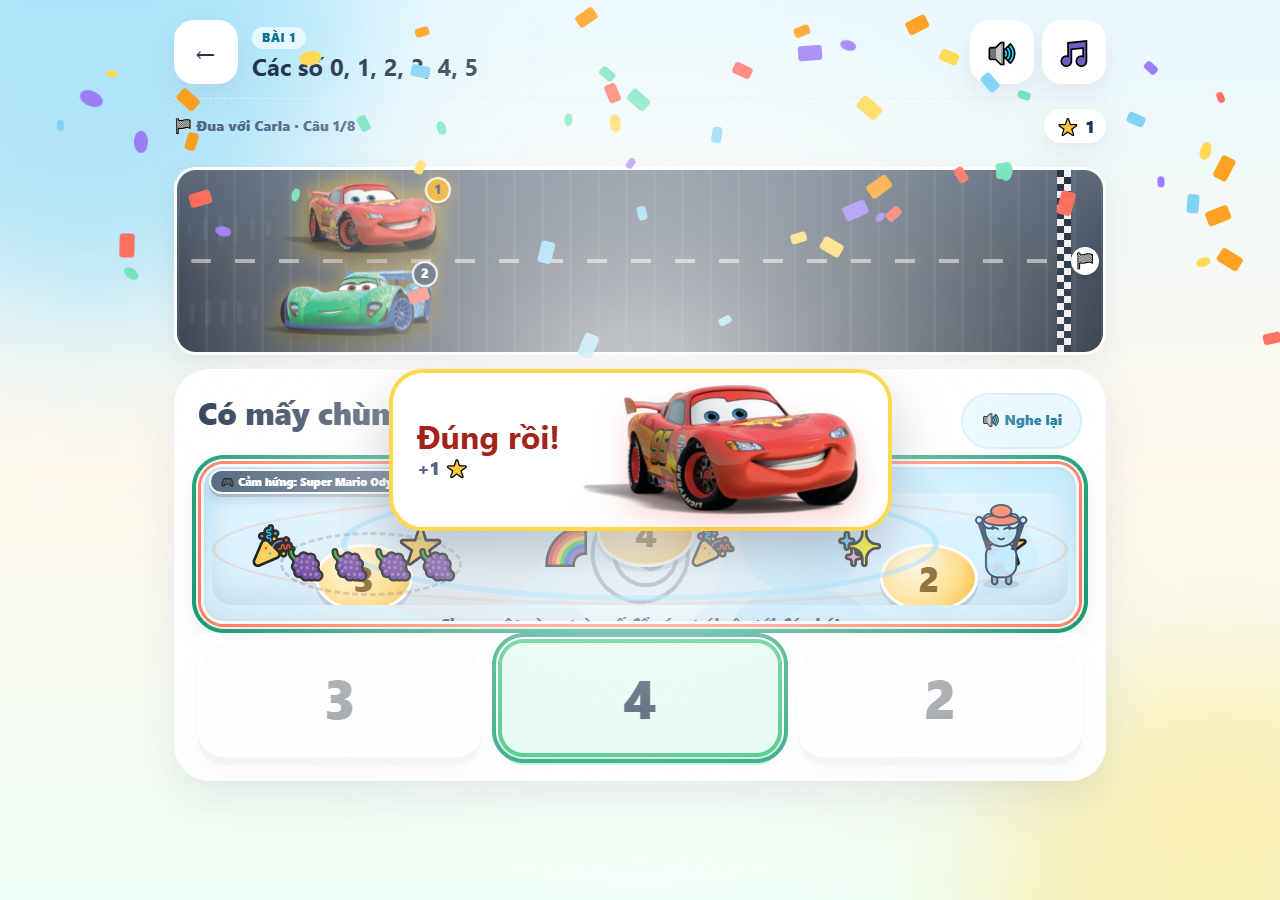 ←
BÀI 1
Các số 0, 1, 2, 3, 4, 5
Đua với Carla · Câu 1/8
1
1
2
Có mấy chùm
Nghe lại
Đúng rồi!
+1
Cảm hứng: Super Mario Ody
3
4
2
3
4
2